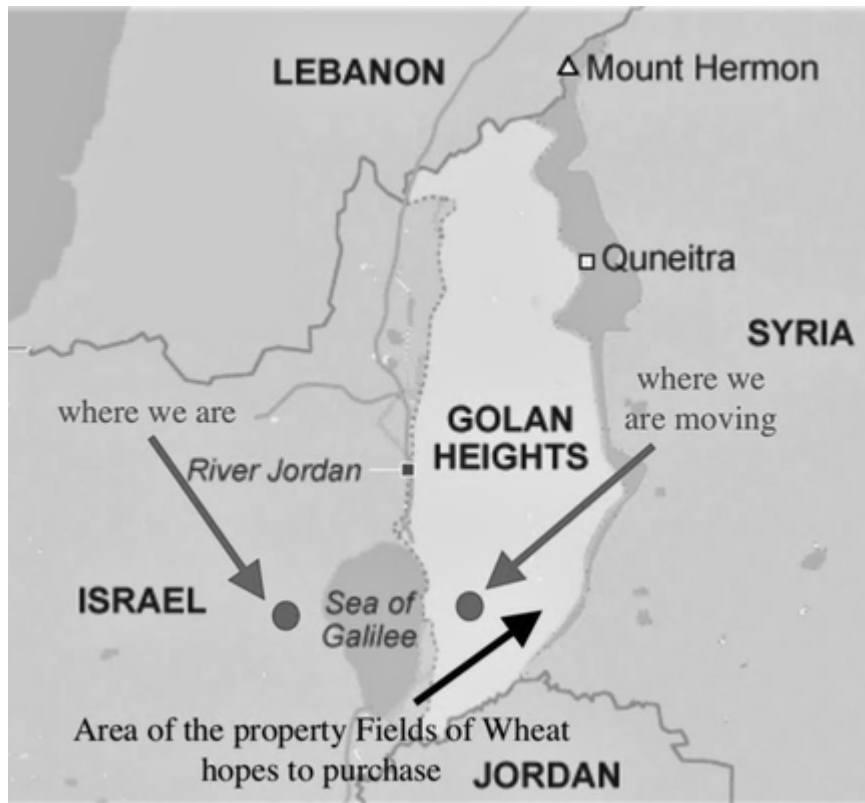 LEBANON
Mount Hermon
Quneitra
SYRIA
where we are
where we
are moving
GOLAN
HEIGHTS
River Jordan
ISRAEL
Sea of
Galilee
Area of the property Fields of Wheat
hopes to purchase
JORDAN